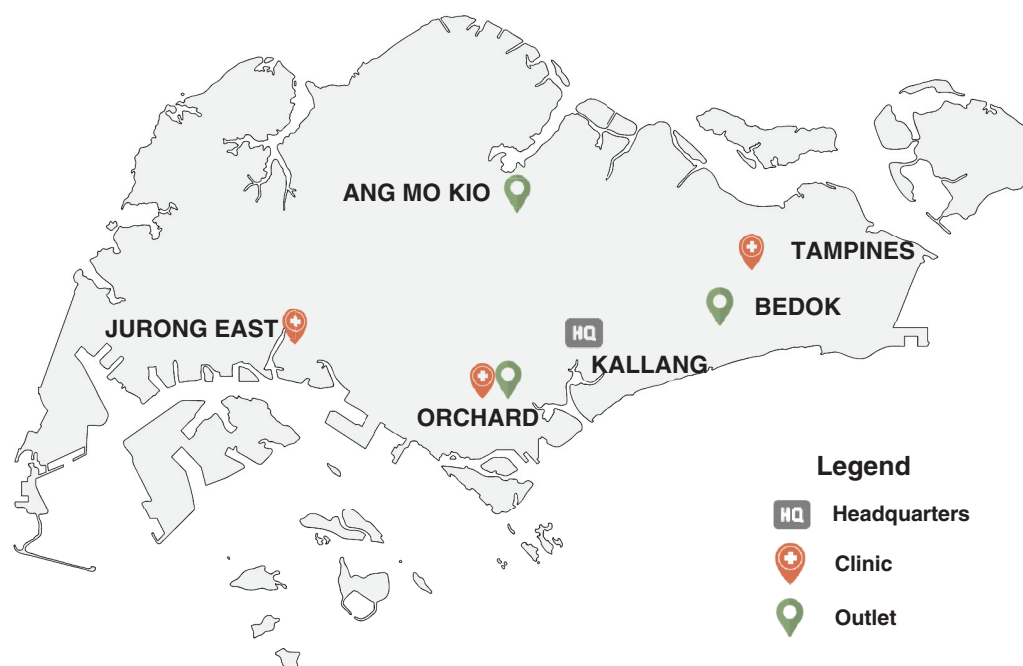 ANG MO KIO
TAMPINES
BEDOK
JURONG EAST
HQ
KALLANG
ORCHARD
Legend
HQ Headquarters
Clinic
Outlet